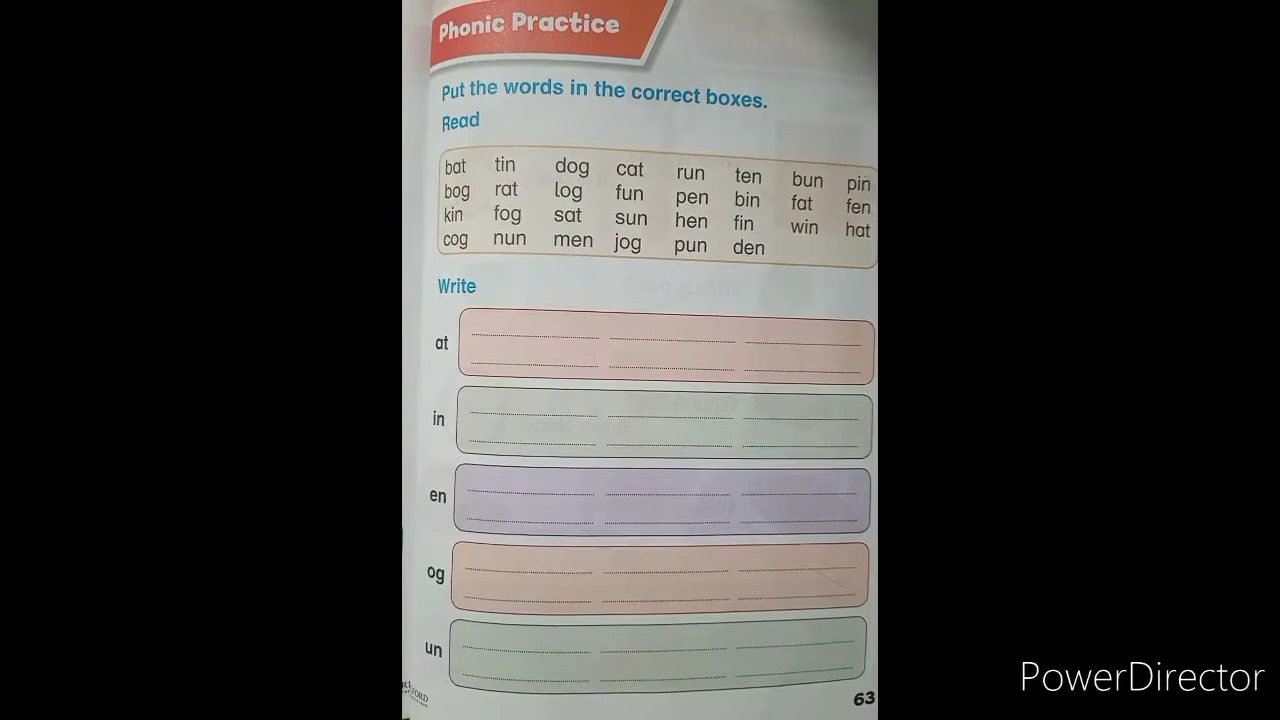 Phonic Practice
Put the words in the correct boxes.
Read
bat tin dog cat run ten bun pin
bog rat log fun pen bin fat fen
kin fog sat sun hen fin win hat
cog nun men jog pun den
Write
at
in
en
og
un
63
PowerDirector